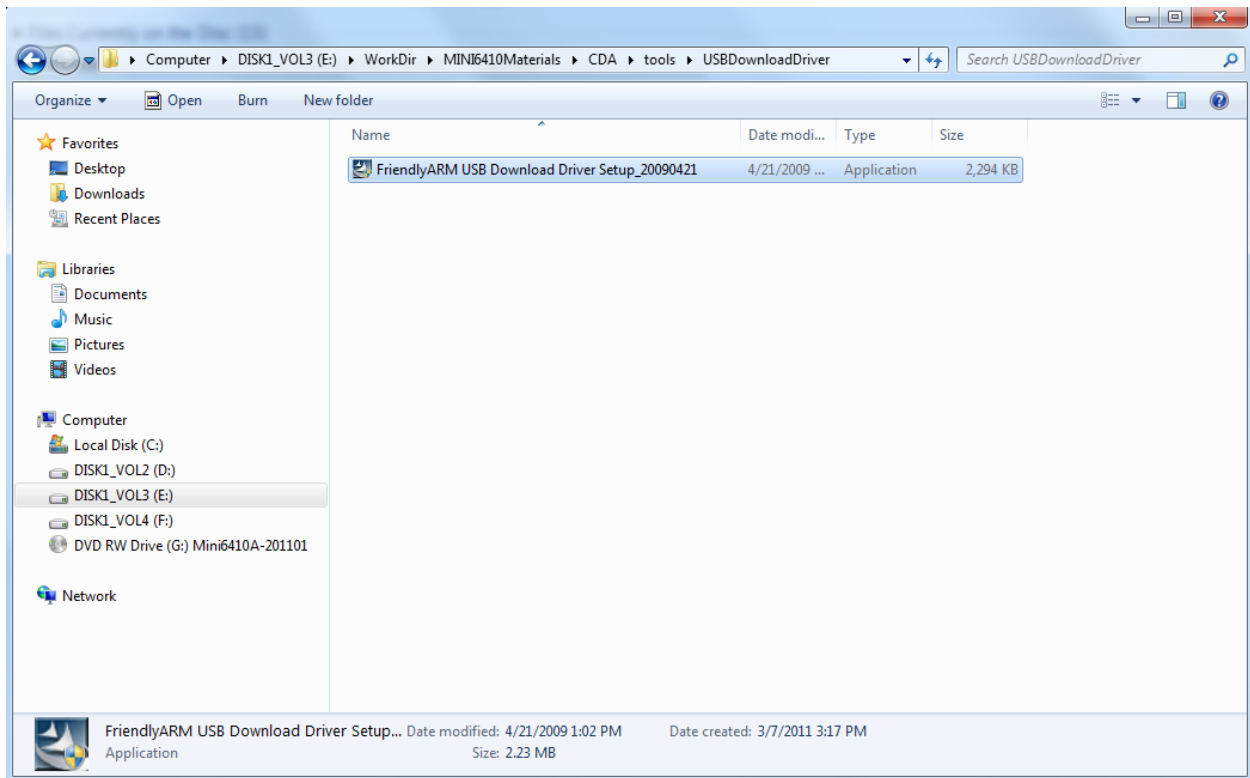 Computer DISK1_VOL3 (E:) WorkDir MINI6410Materials CDA tools USBDownloadDriver Search USBDownloadDriver
Organize Open Burn New folder
Name Date modi... Type Size
FriendlyARM USB Download Driver Setup_20090421 4/21/2009 ... Application 2,294 KB
Favorites
Desktop
Downloads
Recent Places
Libraries
Documents
Music
Pictures
Videos
Computer
Local Disk (C:)
DISK1_VOL2 (D:)
DISK1_VOL3 (E:)
DISK1_VOL4 (F:)
DVD RW Drive (G:) Mini6410A-201101
Network
FriendlyARM USB Download Driver Setup... Date modified: 4/21/2009 1:02 PM Date created: 3/7/2011 3:17 PM
Application Size: 2.23 MB